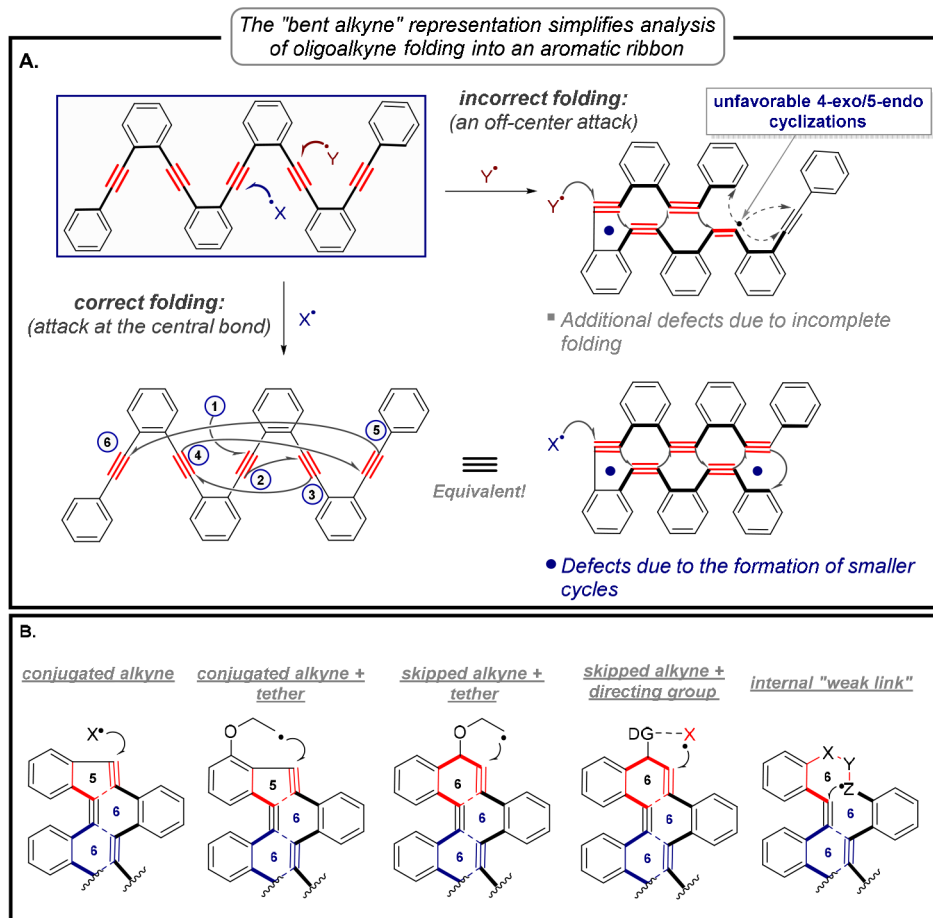 The "bent alkyne" representation simplifies analysis
of oligoalkyne folding into an aromatic ribbon
A.
incorrect folding:
(an off-center attack)
unfavorable 4-exo/5-endo
cyclizations
•Y
•X
Y•
Y•
correct folding:
(attack at the central bond)
X•
■ Additional defects due to incomplete
folding
1
6
5
4
2
3
Equivalent!
X•
• Defects due to the formation of smaller
cycles
B.
conjugated alkyne
conjugated alkyne +
tether
skipped alkyne +
tether
skipped alkyne +
directing group
internal "weak link"
X•
O
O
DG---X
•
X
Y
•Z
5
6
6
5
6
6
6
6
6
6
6
6
6
6
6